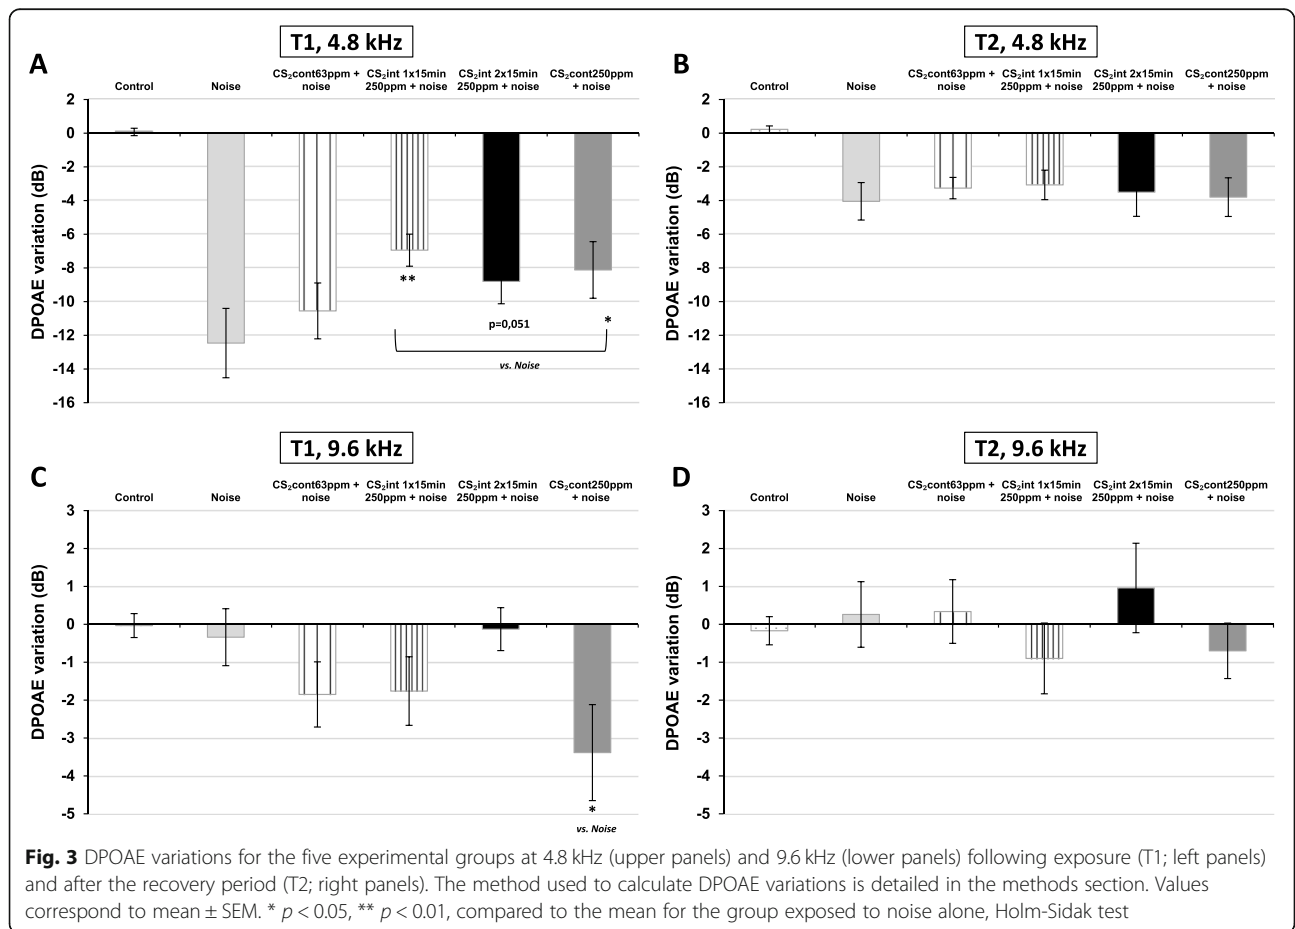 T1, 4.8 kHz
A
Control
Noise
CS₂cont63ppm +
noise
CS₂int 1x15min
250ppm + noise
CS₂int 2x15min
250ppm + noise
CS₂cont250ppm
+ noise
DPOAE variation (dB)
2
0
-2
-4
-6
-8
-10
-12
-14
-16
**
p=0,051
*
vs. Noise
T2, 4.8 kHz
B
Control
Noise
CS₂cont63ppm +
noise
CS₂int 1x15min
250ppm + noise
CS₂int 2x15min
250ppm + noise
CS₂cont250ppm
+ noise
DPOAE variation (dB)
2
0
-2
-4
-6
-8
-10
-12
-14
-16
T1, 9.6 kHz
C
Control
Noise
CS₂cont63ppm +
noise
CS₂int 1x15min
250ppm + noise
CS₂int 2x15min
250ppm + noise
CS₂cont250ppm
+ noise
DPOAE variation (dB)
3
2
1
0
-1
-2
-3
-4
-5
*
vs. Noise
T2, 9.6 kHz
D
Control
Noise
CS₂cont63ppm +
noise
CS₂int 1x15min
250ppm + noise
CS₂int 2x15min
250ppm + noise
CS₂cont250ppm
+ noise
DPOAE variation (dB)
3
2
1
0
-1
-2
-3
-4
-5
Fig. 3 DPOAE variations for the five experimental groups at 4.8 kHz (upper panels) and 9.6 kHz (lower panels) following exposure (T1; left panels)
and after the recovery period (T2; right panels). The method used to calculate DPOAE variations is detailed in the methods section. Values
correspond to mean ± SEM. * p < 0.05, ** p < 0.01, compared to the mean for the group exposed to noise alone, Holm-Sidak test